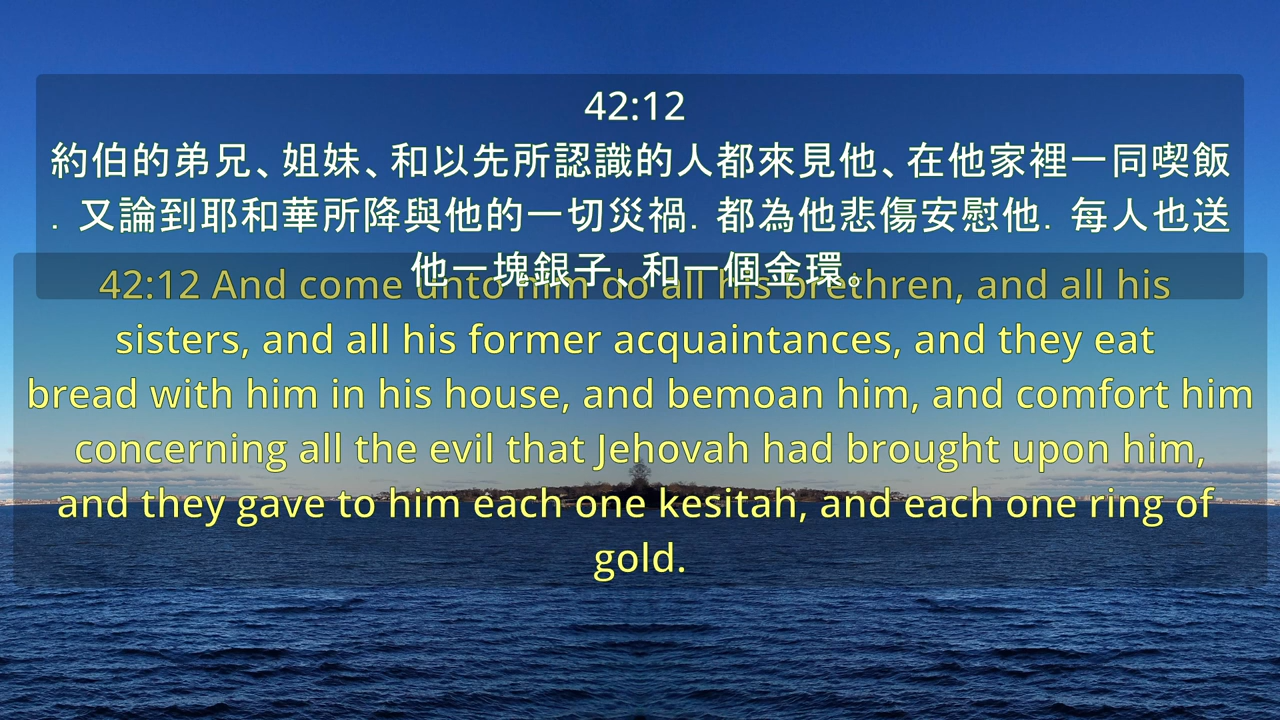 42:12
約伯的弟兄、姐妹、和以先所認識的人都來見他、在他家裡一同喫飯
. 又論到耶和華所降與他的一切災禍. 都為他悲傷安慰他. 每人也送
他一塊銀子、和一個金環。
42:12 And come unto him do all his brethren, and all his
sisters, and all his former acquaintances, and they eat
bread with him in his house, and bemoan him, and comfort him
concerning all the evil that Jehovah had brought upon him,
and they gave to him each one kesitah, and each one ring of
gold.